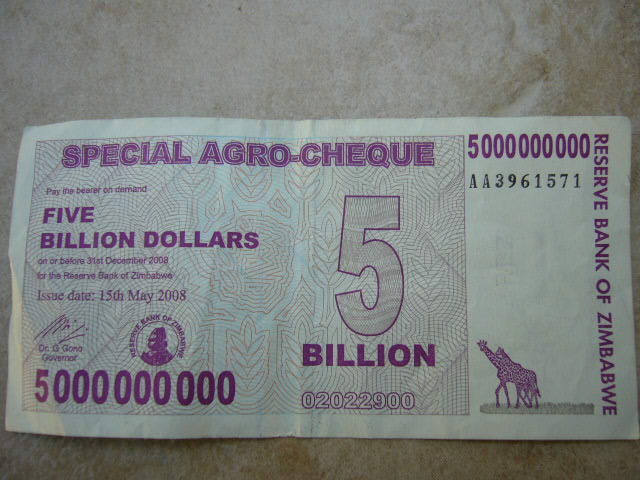 SPECIAL AGRO-CHEQUE
5000000000
AA3961571
Pay the bearer on demand
FIVE
BILLION DOLLARS
on or before 31st December 2008
for the Reserve Bank of Zimbabwe
Issue date: 15th May 2008
Dr. G Gono
Governor
RESERVE BANK OF ZIMBABWE
5000000000
5
BILLION
02022900
RESERVE BANK OF ZIMBABWE